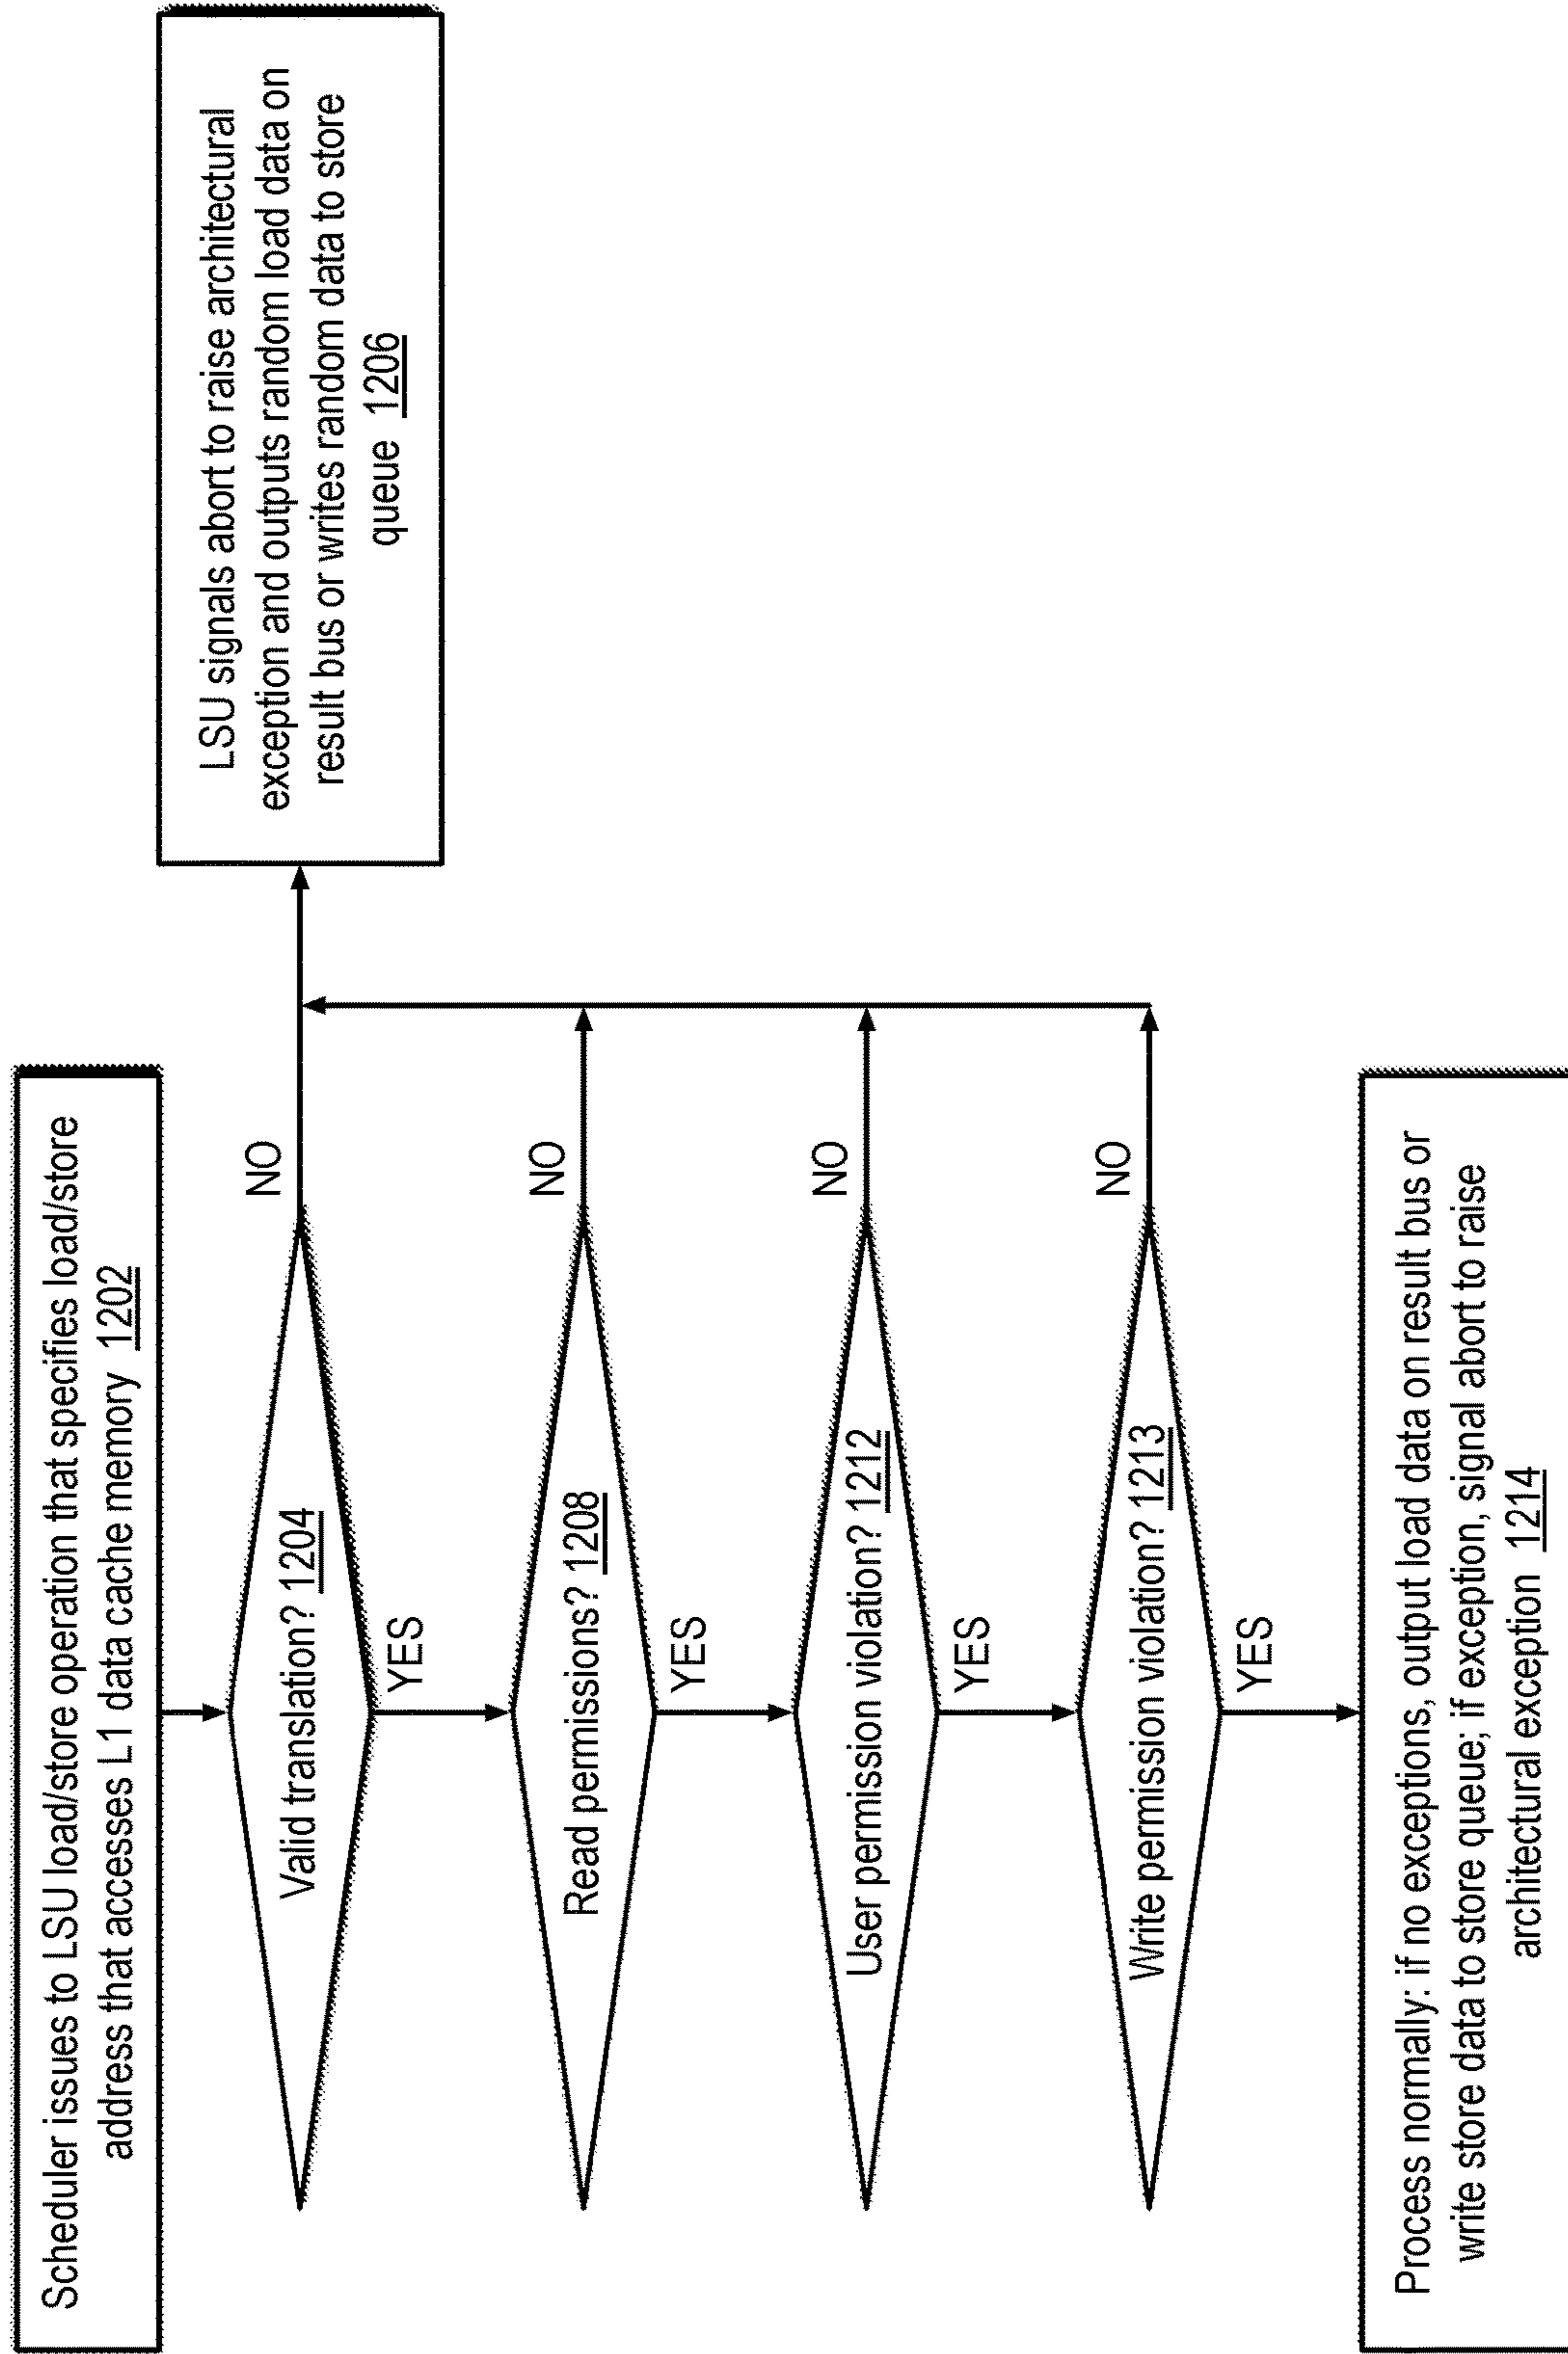 Scheduler issues to LSU load/store operation that specifies load/store
address that accesses L1 data cache memory 1202
Valid translation? 1204
NO
YES
LSU signals abort to raise architectural
exception and outputs random load data on
result bus or writes random data to store
queue 1206
Read permissions? 1208
NO
YES
User permission violation? 1212
NO
YES
Write permission violation? 1213
NO
YES
Process normally: if no exceptions, output load data on result bus or
write store data to store queue; if exception, signal abort to raise
architectural exception 1214